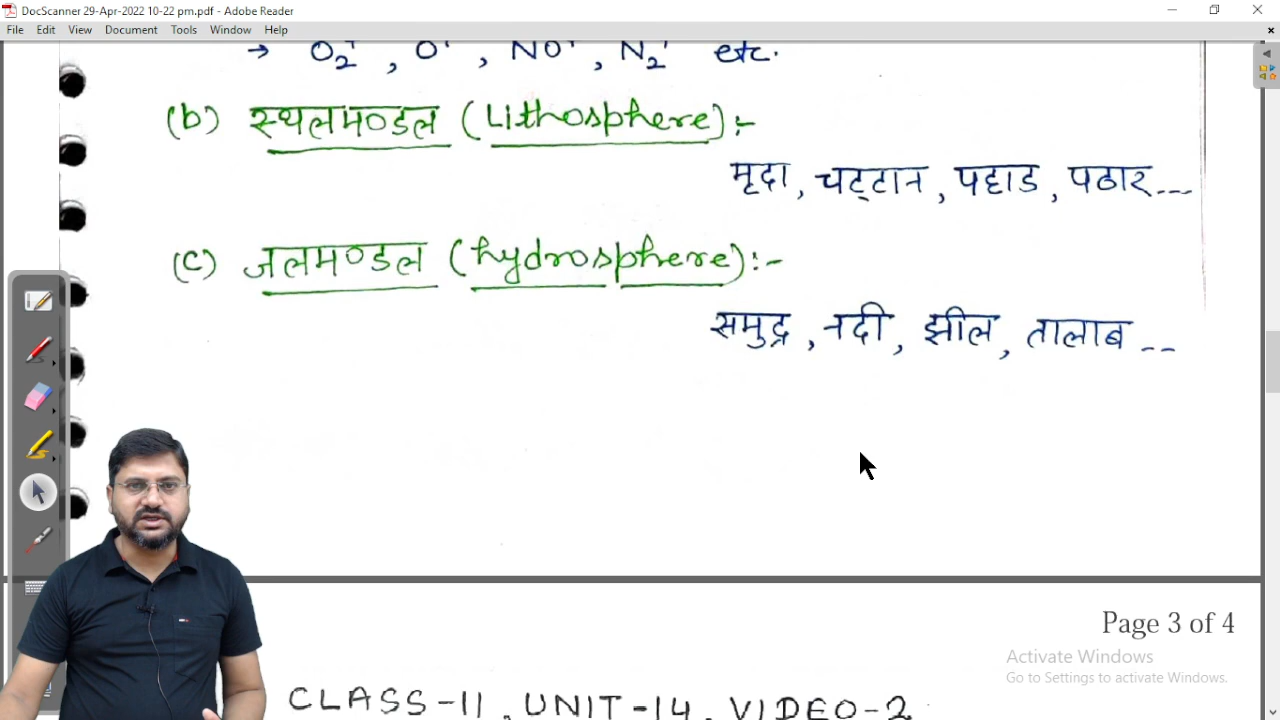 DocScanner 29-Apr-2022 10-22 pm.pdf - Adobe Reader
File Edit View Document Tools Window Help
→ O₂⁺, O⁺, NO⁺, N₂⁺ etc.
(b) स्थलमण्डल (Lithosphere) :-
मृदा, चट्टान, पहाड, पठार---
(c) जलमण्डल (hydrosphere) :-
समुद्र, नदी, झील, तालाब --
Page 3 of 4
Activate Windows
Go to Settings to activate Windows.
CLASS-11, UNIT-14, VIDEO-2